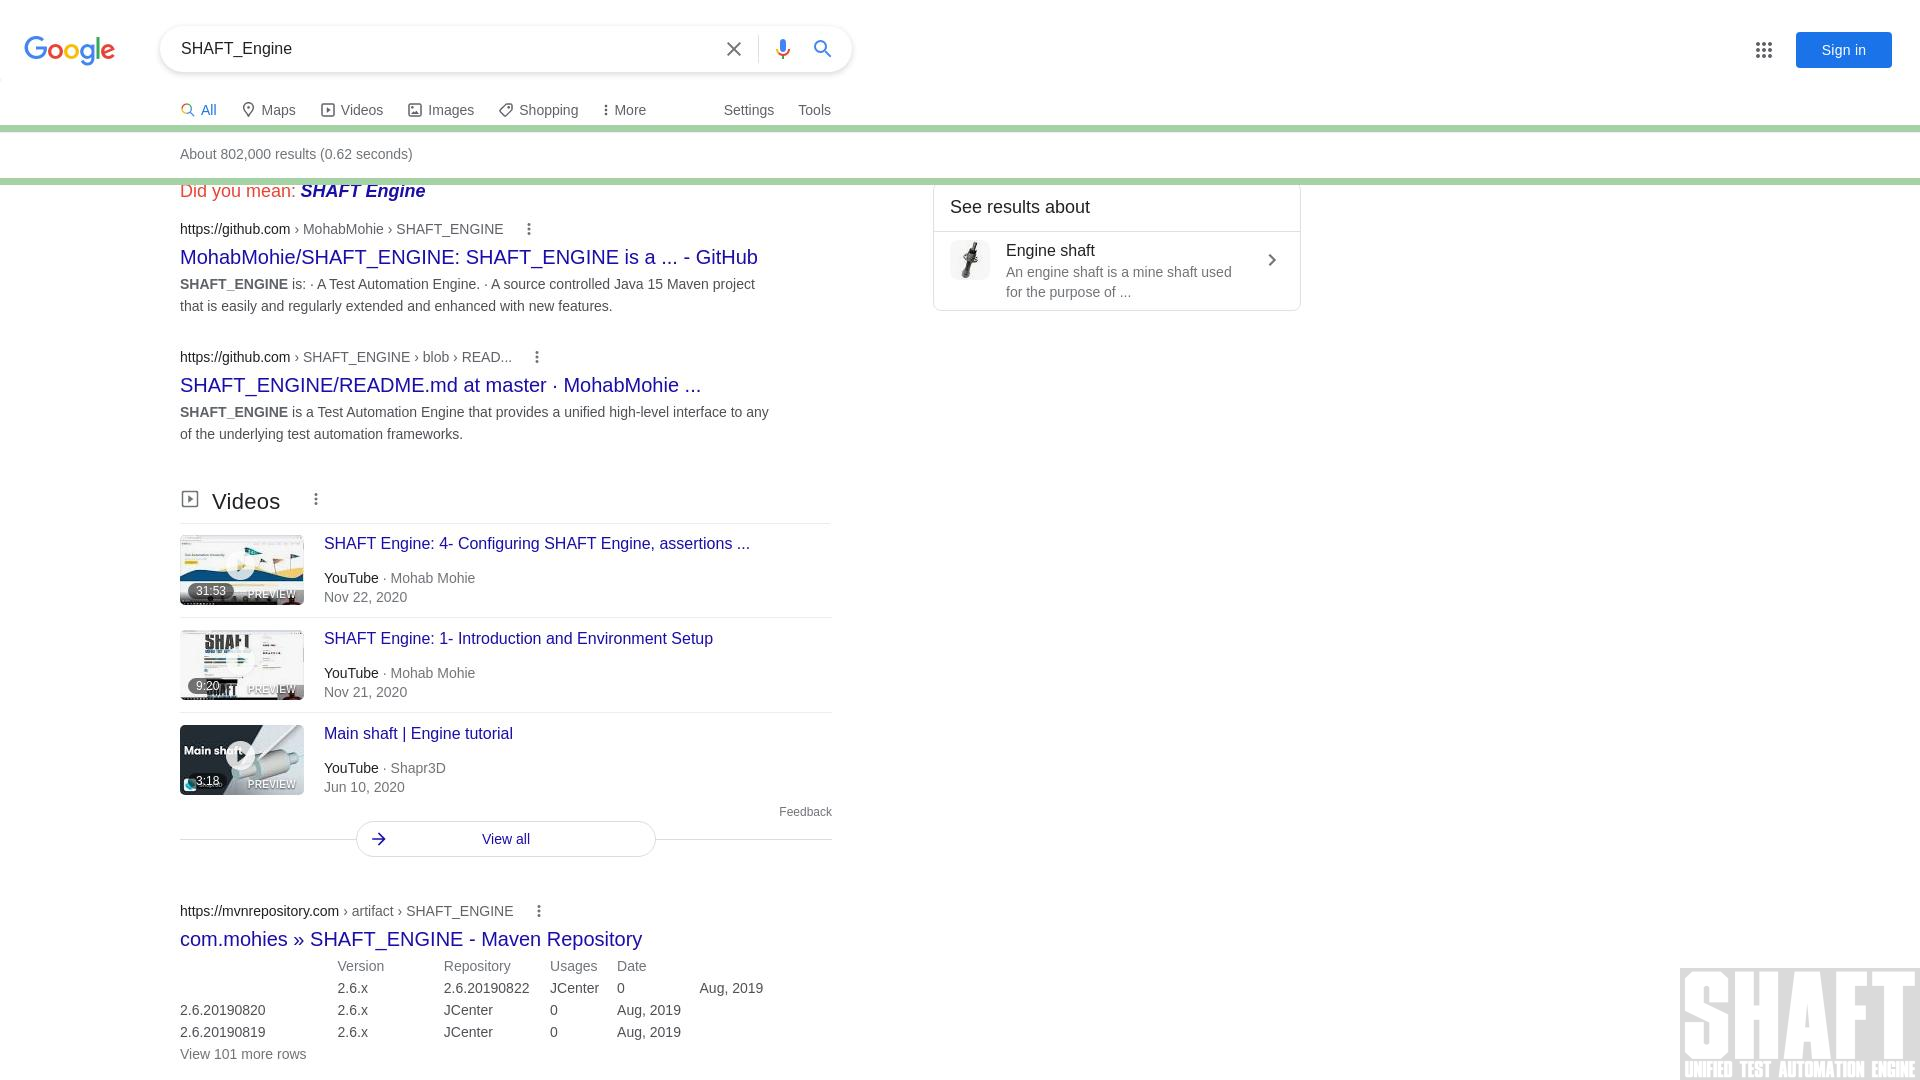 Google
SHAFT_Engine
Sign in
All
Maps
Videos
Images
Shopping
More
Settings
Tools
About 802,000 results (0.62 seconds)
Did you mean: SHAFT Engine
https://github.com › MohabMohie › SHAFT_ENGINE
MohabMohie/SHAFT_ENGINE: SHAFT_ENGINE is a ... - GitHub
SHAFT_ENGINE is: · A Test Automation Engine. · A source controlled Java 15 Maven project
that is easily and regularly extended and enhanced with new features.
https://github.com › SHAFT_ENGINE › blob › READ...
SHAFT_ENGINE/README.md at master · MohabMohie ...
SHAFT_ENGINE is a Test Automation Engine that provides a unified high-level interface to any
of the underlying test automation frameworks.
Videos
31:53
PREVIEW
SHAFT Engine: 4- Configuring SHAFT Engine, assertions ...
YouTube · Mohab Mohie
Nov 22, 2020
SHAFT
9:20
PREVIEW
SHAFT Engine: 1- Introduction and Environment Setup
YouTube · Mohab Mohie
Nov 21, 2020
Main shaft
3:18
PREVIEW
Main shaft | Engine tutorial
YouTube · Shapr3D
Jun 10, 2020
Feedback
View all
https://mvnrepository.com › artifact › SHAFT_ENGINE
com.mohies » SHAFT_ENGINE - Maven Repository
Version Repository Usages Date
2.6.x 2.6.20190822 JCenter 0 Aug, 2019
2.6.20190820 2.6.x JCenter 0 Aug, 2019
2.6.20190819 2.6.x JCenter 0 Aug, 2019
View 101 more rows
See results about
Engine shaft
An engine shaft is a mine shaft used
for the purpose of ...
SHAFT
UNIFIED TEST AUTOMATION ENGINE